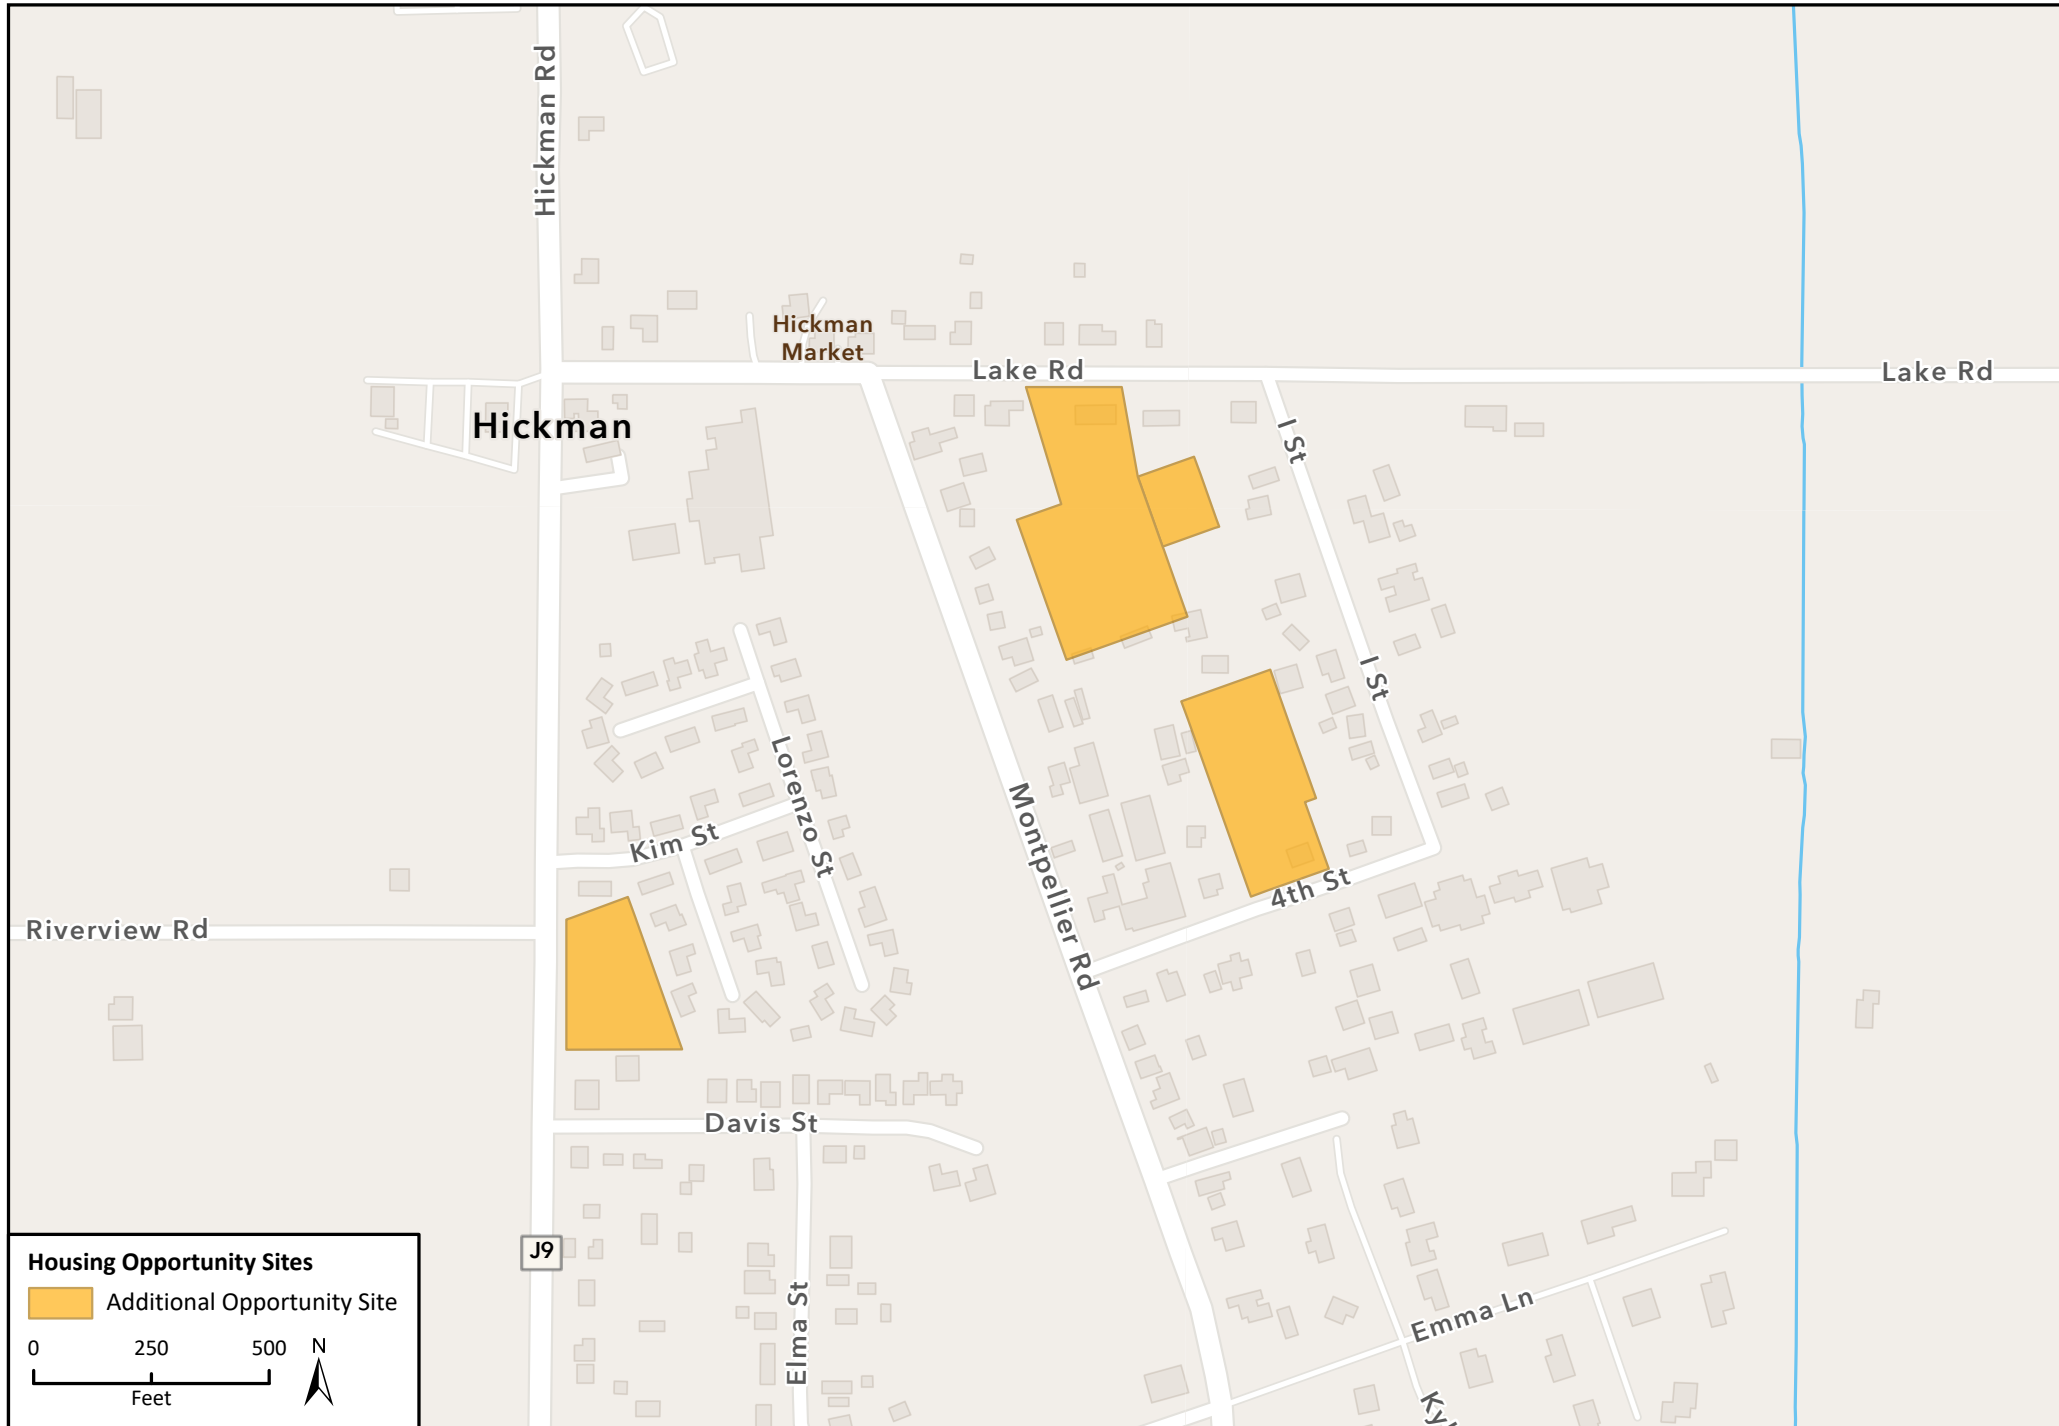 Hickman Rd
Hickman
Market
Lake Rd
Lake Rd
Hickman
I St
I St
Lorenzo St
Kim St
Montpellier Rd
4th St
Riverview Rd
Davis St
J9
Elma St
Emma Ln
Housing Opportunity Sites
Additional Opportunity Site
0 250 500
Feet
N